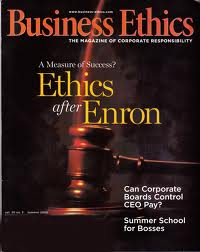 www.business-ethics.com
Business Ethics
THE MAGAZINE OF CORPORATE RESPONSIBILITY
A Measure of Success?
Ethics
after Enron
Can Corporate
Boards Control
CEO Pay?
Summer School
for Bosses